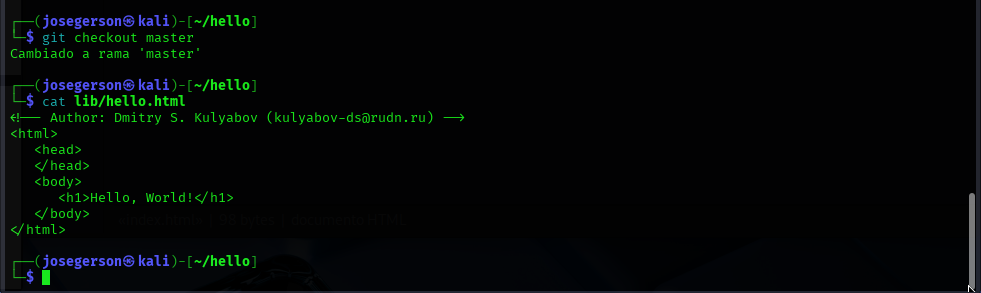 ┌──(josegerson㉿kali)-[~/hello]
└─$ git checkout master
Cambiado a rama 'master'
┌──(josegerson㉿kali)-[~/hello]
└─$ cat lib/hello.html
<!-- Author: Dmitry S. Kulyabov (kulyabov-ds@rudn.ru) -->
<html>
<head>
</head>
<body>
<h1>Hello, World!</h1>
</body>
</html>
┌──(josegerson㉿kali)-[~/hello]
└─$